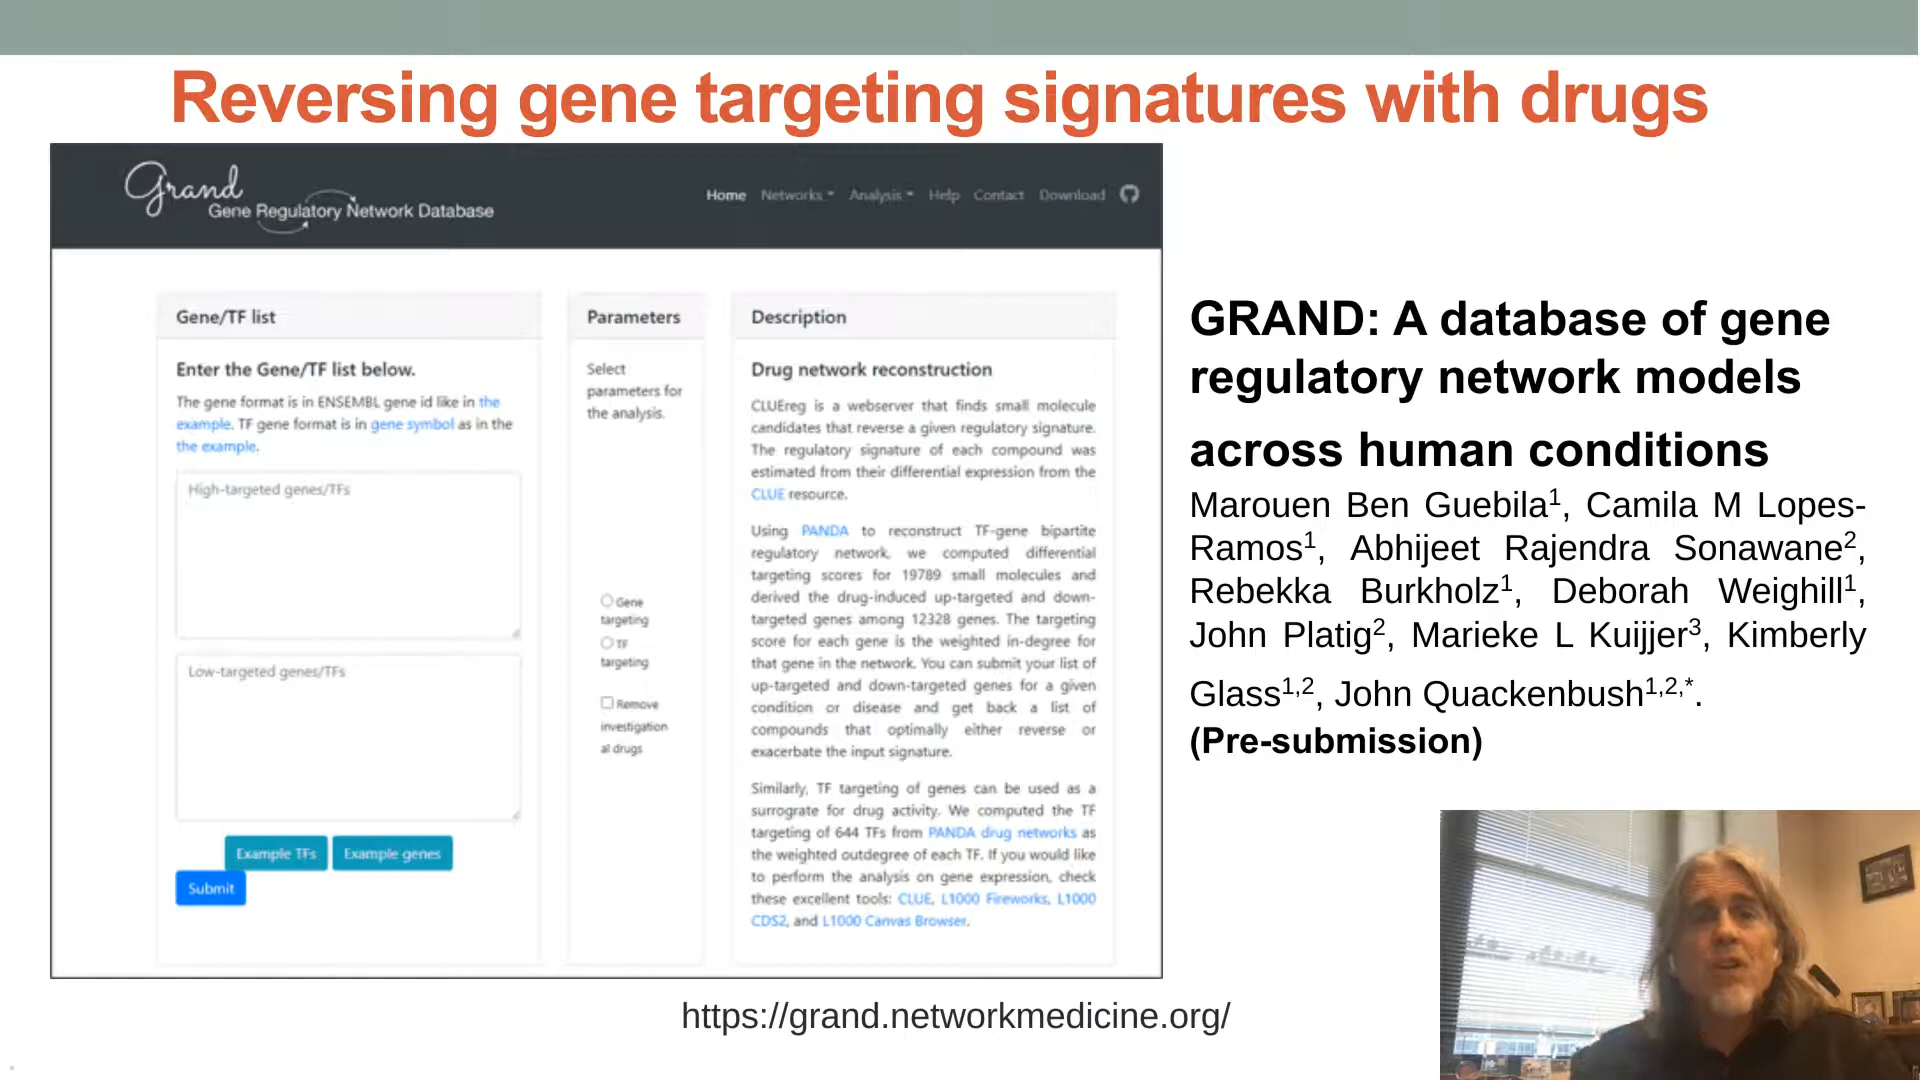 Reversing gene targeting signatures with drugs
Grand
Gene Regulatory Network Database
Home Networks Analysis Help Contact Download
Gene/TF list
Enter the Gene/TF list below.
The gene format is in ENSEMBL gene id like in the
example. TF gene format is in gene symbol as in the
the example.
High-targeted genes/TFs
Low-targeted genes/TFs
Example TFs Example genes
Submit
Parameters
Select
parameters for
the analysis.
Gene
targeting
TF
targeting
Remove
investigation
al drugs
Description
Drug network reconstruction
CLUEreg is a webserver that finds small molecule
candidates that reverse a given regulatory signature.
The regulatory signature of each compound was
estimated from their differential expression from the
CLUE resource.
Using PANDA to reconstruct TF-gene bipartite
regulatory network, we computed differential
targeting scores for 19789 small molecules and
derived the drug-induced up-targeted and down-
targeted genes among 12328 genes. The targeting
score for each gene is the weighted in-degree for
that gene in the network. You can submit your list of
up-targeted and down-targeted genes for a given
condition or disease and get back a list of
compounds that optimally either reverse or
exacerbate the input signature.
Similarly, TF targeting of genes can be used as a
surrogate for drug activity. We computed the TF
targeting of 644 TFs from PANDA drug networks as
the weighted outdegree of each TF. If you would like
to perform the analysis on gene expression, check
these excellent tools: CLUE, L1000 Fireworks, L1000
CDS2, and L1000 Canvas Browser.
GRAND: A database of gene
regulatory network models
across human conditions
Marouen Ben Guebila1, Camila M Lopes-
Ramos1, Abhijeet Rajendra Sonawane2,
Rebekka Burkholz1, Deborah Weighill1,
John Platig2, Marieke L Kuijjer3, Kimberly
Glass1,2, John Quackenbush1,2,*.
(Pre-submission)
https://grand.networkmedicine.org/